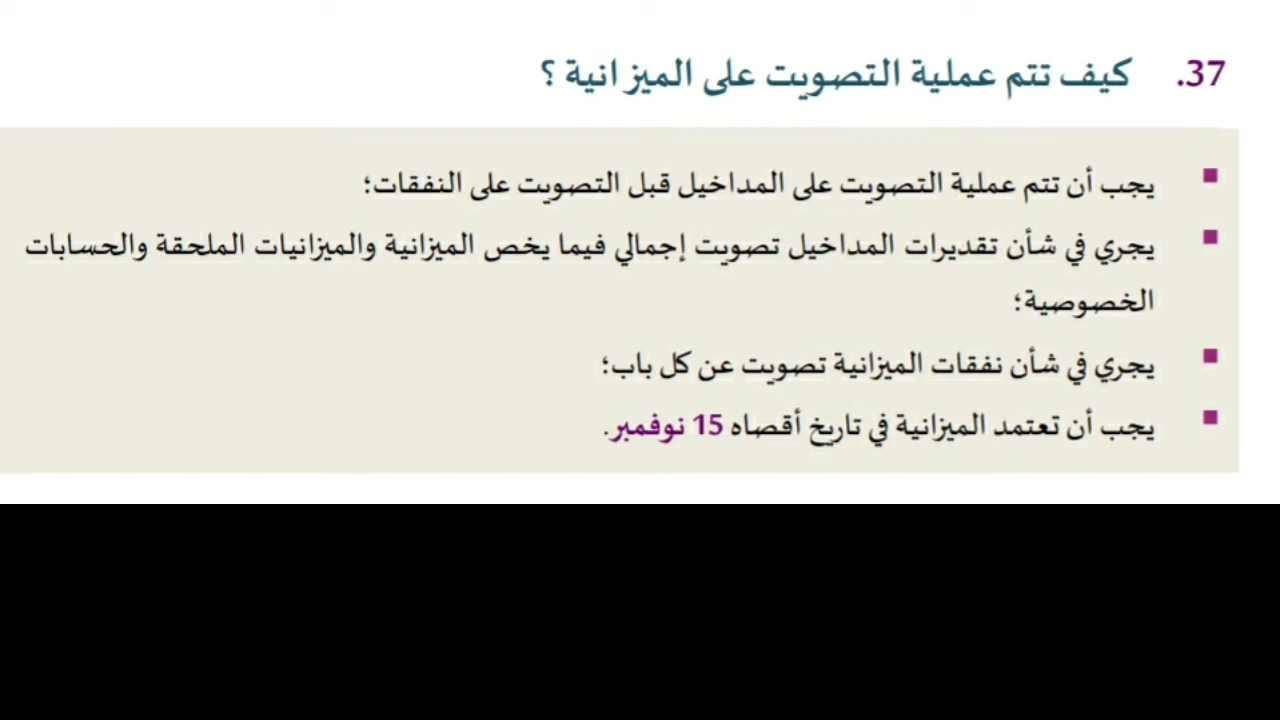 37. كيف تتم عملية التصويت على الميزانية ؟
▪ يجب أن تتم عملية التصويت على المداخيل قبل التصويت على النفقات؛
▪ يجري في شأن تقديرات المداخيل تصويت إجمالي فيما يخص الميزانية والميزانيات الملحقة والحسابات
الخصوصية؛
▪ يجري في شأن نفقات الميزانية تصويت عن كل باب؛
▪ يجب أن تعتمد الميزانية في تاريخ أقصاه 15 نوفمبر.